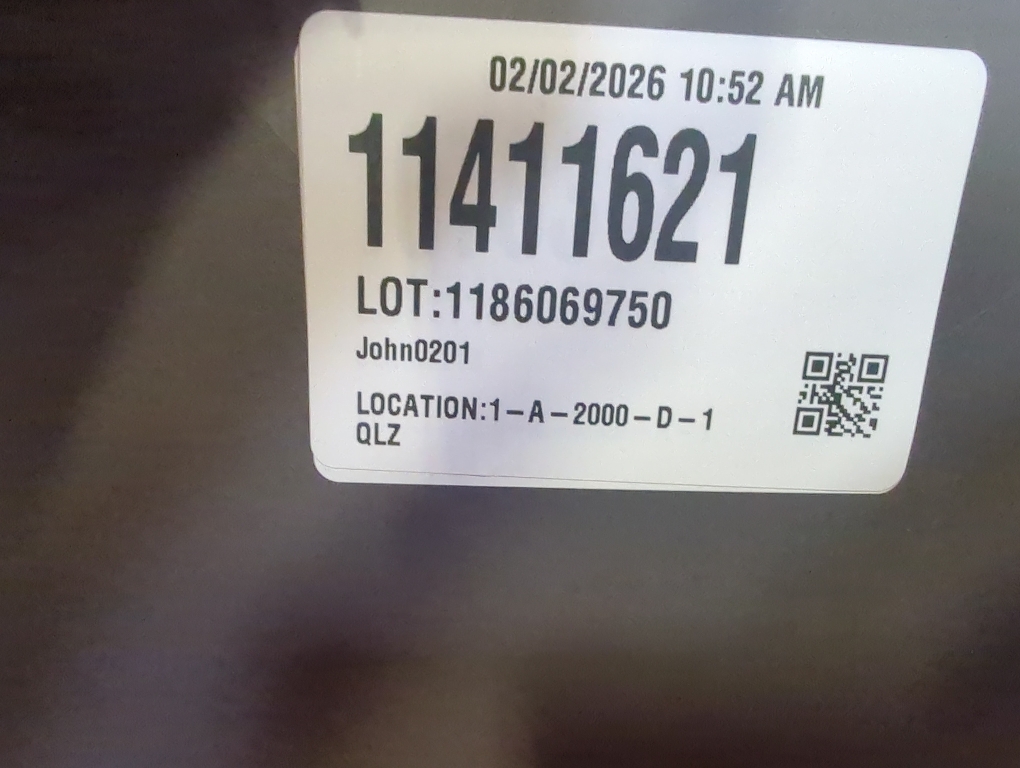 02/02/2026 10:52 AM
11411621
LOT:1186069750
John0201
LOCATION:1-A-2000-D-1
QLZ